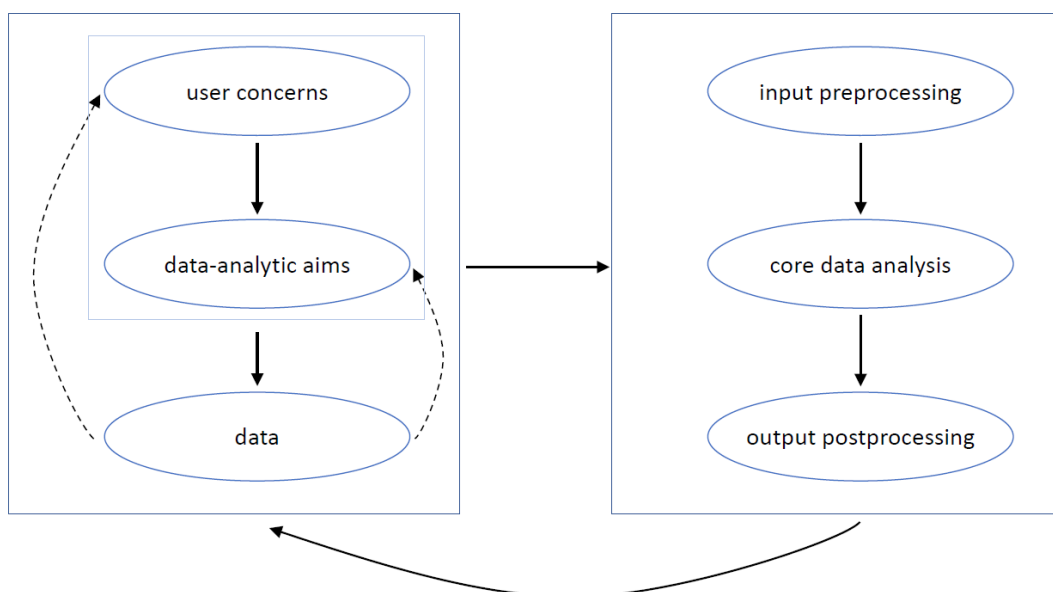 user concerns
data-analytic aims
data
input preprocessing
core data analysis
output postprocessing